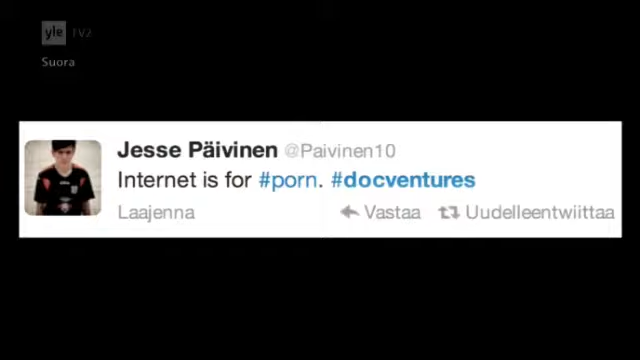 yle TV2
Suora
Jesse Päivinen @Paivinen10
Internet is for #porn. #docventures
Laajenna Vastaa Uudelleentwiittaa